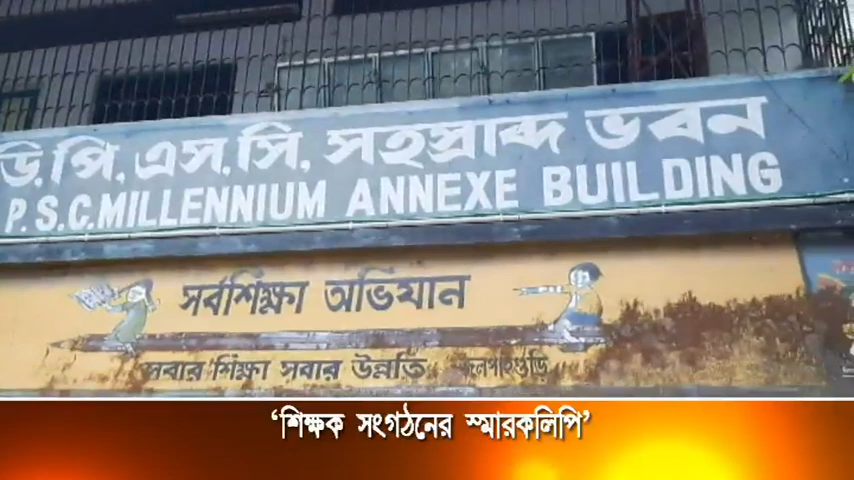 ডি.পি.এস.সি. সহস্রাব্দ ভবন
P.S.C.MILLENNIUM ANNEXE BUILDING
সর্বশিক্ষা অভিযান
সবার শিক্ষা সবার উন্নতি জলপাইগুড়ি
‘শিক্ষক সংগঠনের স্মারকলিপি’